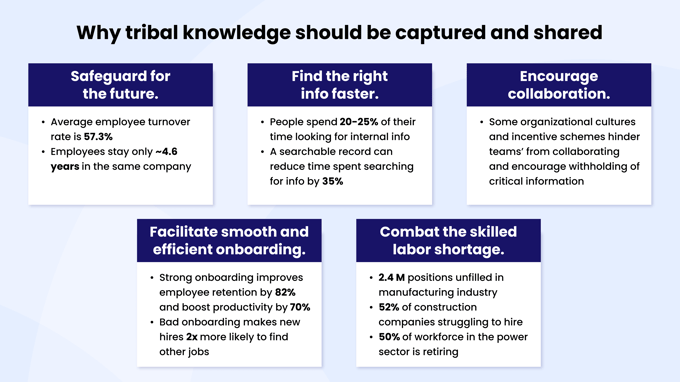 Why tribal knowledge should be captured and shared
Safeguard for
the future.
• Average employee turnover
rate is 57.3%
• Employees stay only ~4.6
years in the same company
Find the right
info faster.
• People spend 20-25% of their
time looking for internal info
• A searchable record can
reduce time spent searching
for info by 35%
Encourage
collaboration.
• Some organizational cultures
and incentive schemes hinder
teams’ from collaborating
and encourage withholding of
critical information
Facilitate smooth and
efficient onboarding.
• Strong onboarding improves
employee retention by 82%
and boost productivity by 70%
• Bad onboarding makes new
hires 2x more likely to find
other jobs
Combat the skilled
labor shortage.
• 2.4 M positions unfilled in
manufacturing industry
• 52% of construction
companies struggling to hire
• 50% of workforce in the power
sector is retiring